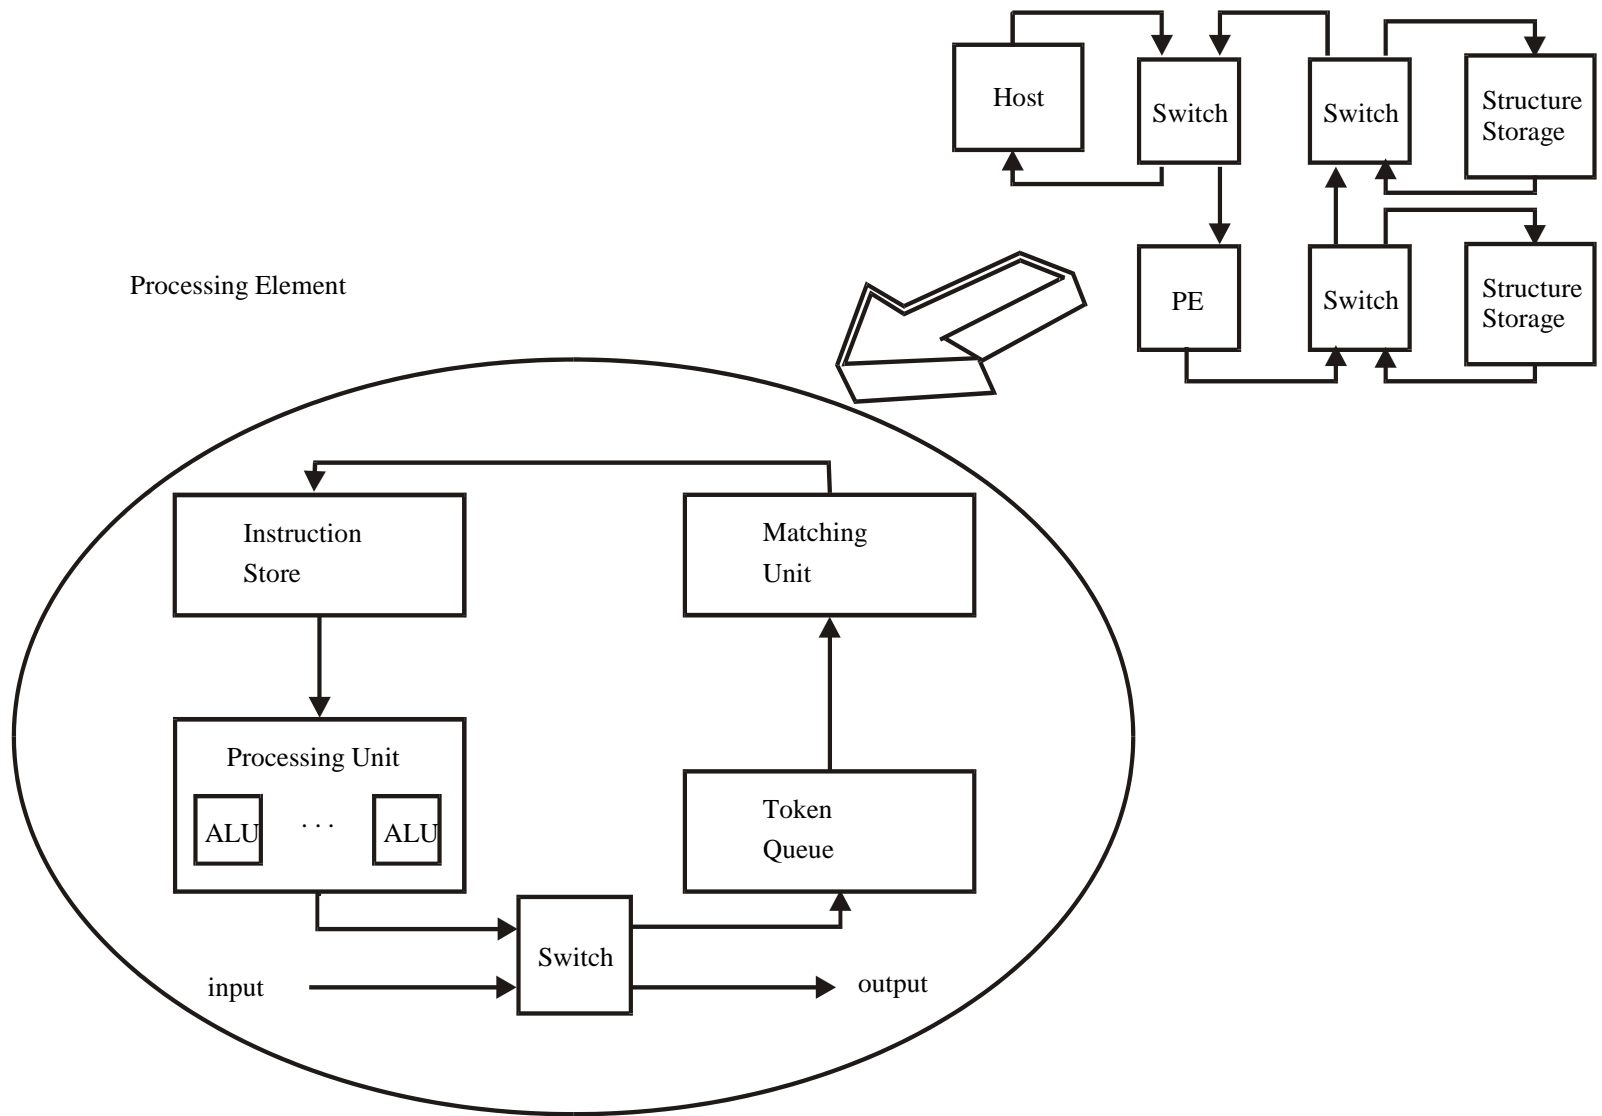 Host
Switch
Switch
Structure
Storage
PE
Switch
Structure
Storage
Processing Element
Instruction
Store
Matching
Unit
Processing Unit
ALU
. . .
ALU
Token
Queue
Switch
input
output